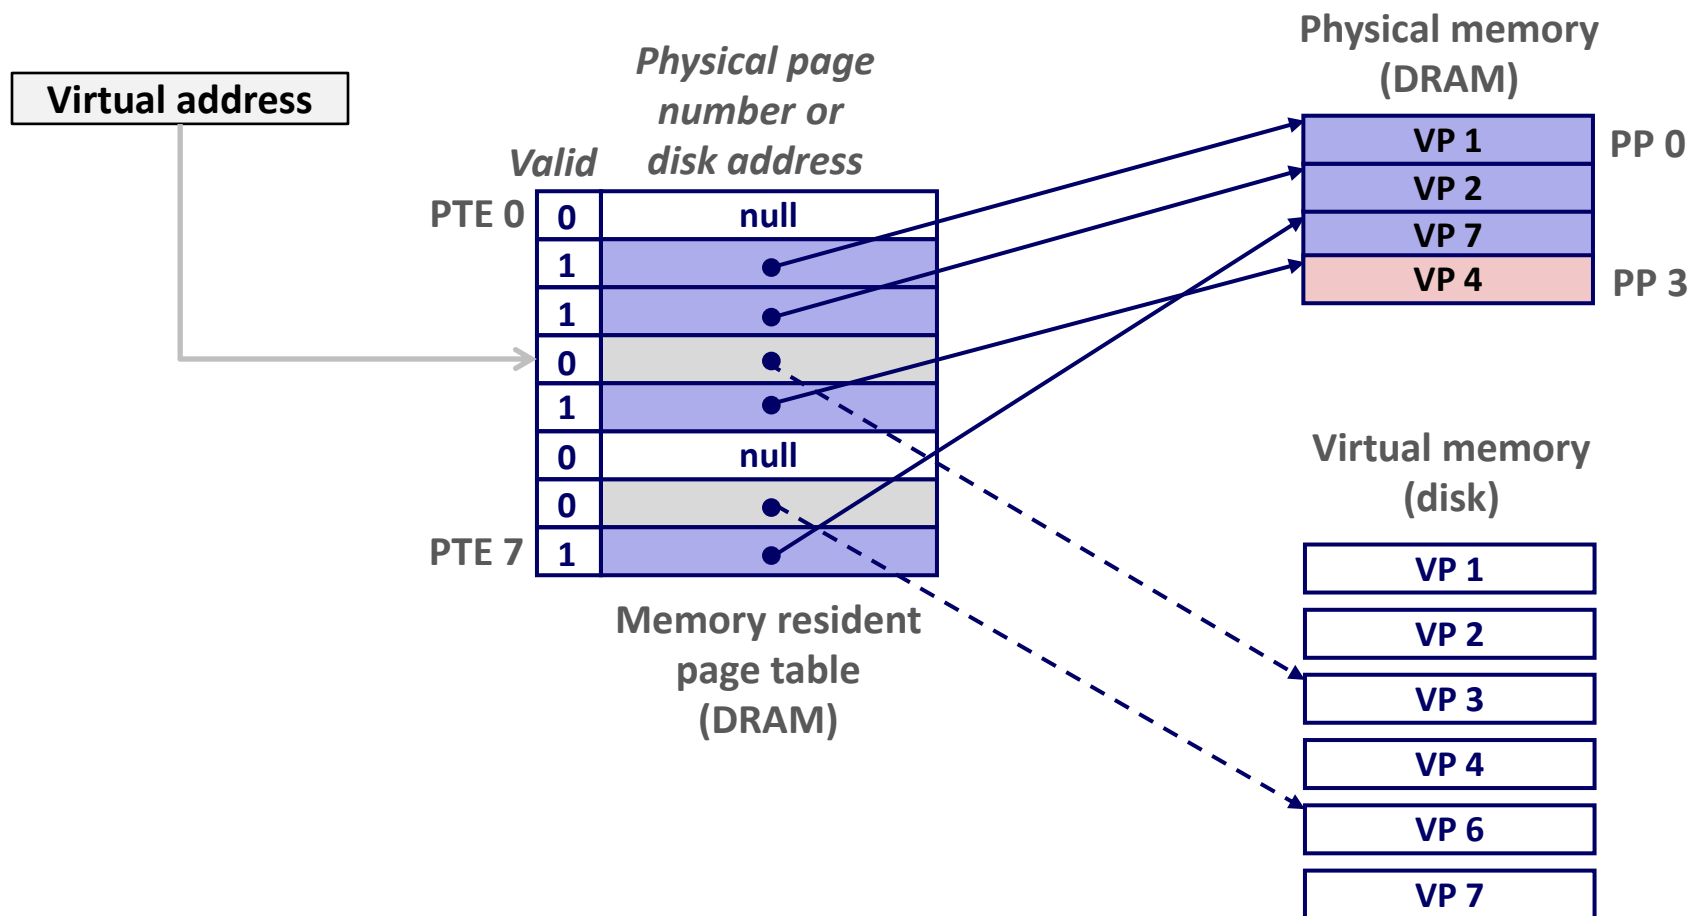 Virtual address
Physical page
number or
disk address
Valid
PTE 0
0
null
1
1
0
1
0
null
0
PTE 7
1
Memory resident
page table
(DRAM)
Physical memory
(DRAM)
VP 1
PP 0
VP 2
VP 7
VP 4
PP 3
Virtual memory
(disk)
VP 1
VP 2
VP 3
VP 4
VP 6
VP 7